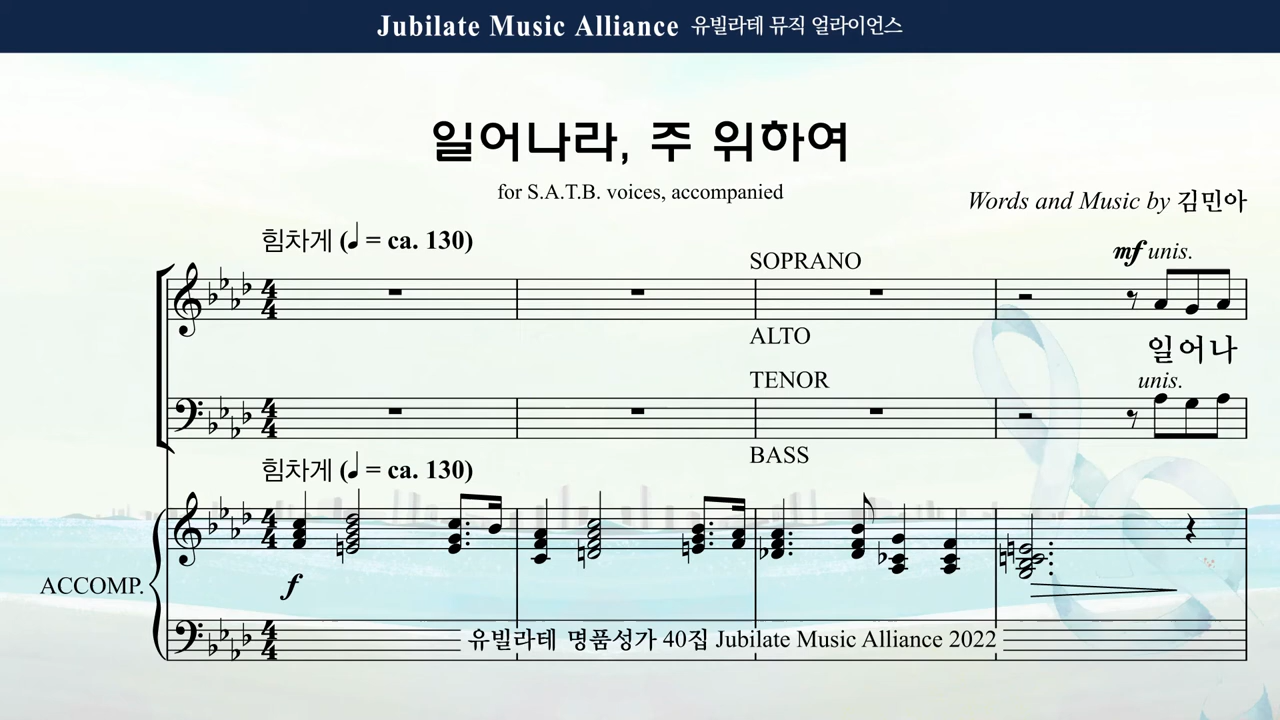 Jubilate Music Alliance 유빌라테 뮤직 얼라이언스
일어나라, 주 위하여
for S.A.T.B. voices, accompanied
Words and Music by 김민아
힘차게 (♩ = ca. 130)
SOPRANO
mf unis.
ALTO
일어나
TENOR
unis.
BASS
힘차게 (♩ = ca. 130)
f
ACCOMP.
유빌라테 명품성가 40집 Jubilate Music Alliance 2022